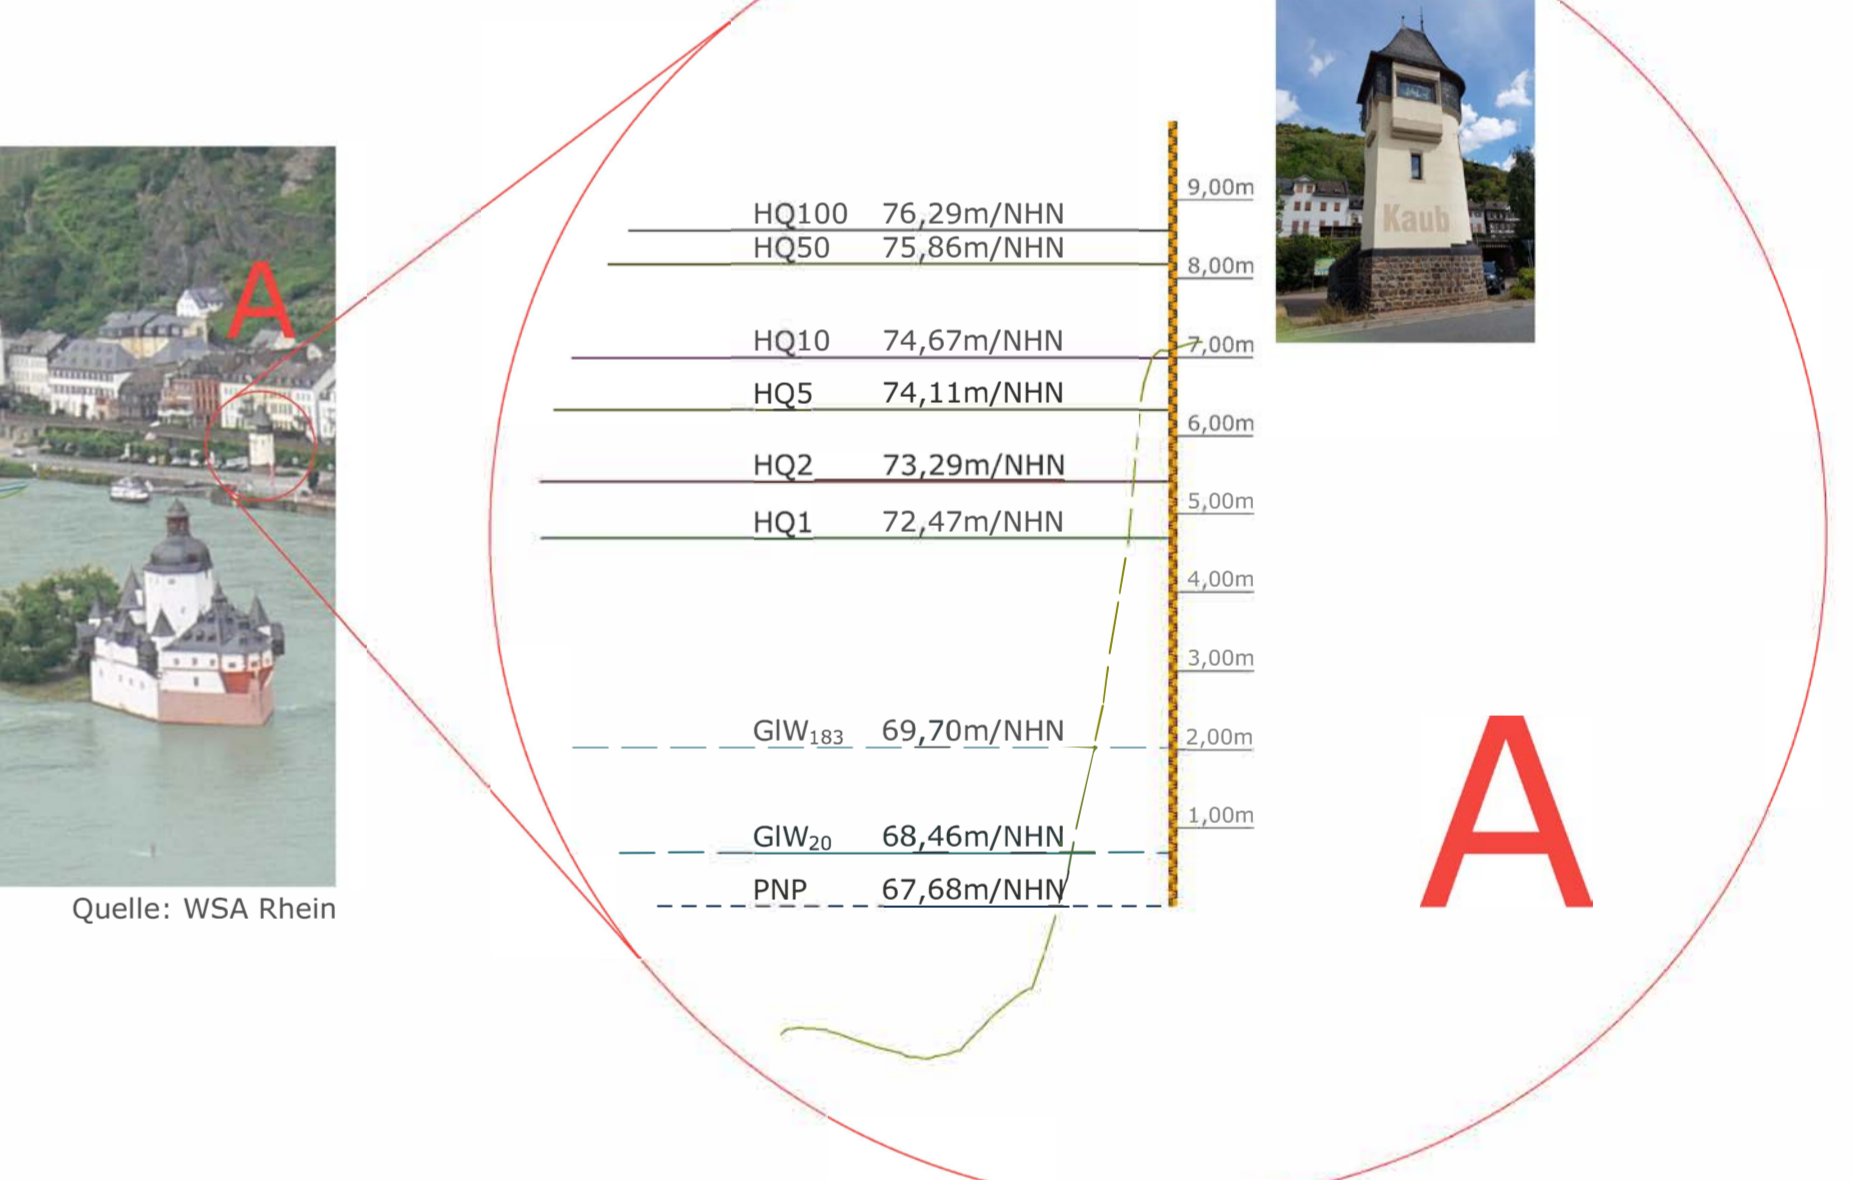 A
Quelle: WSA Rhein
HQ100 76,29m/NHN
HQ50 75,86m/NHN
HQ10 74,67m/NHN
HQ5 74,11m/NHN
HQ2 73,29m/NHN
HQ1 72,47m/NHN
GlW₁₈₃ 69,70m/NHN
GlW₂₀ 68,46m/NHN
PNP 67,68m/NHN
9,00m
8,00m
7,00m
6,00m
5,00m
4,00m
3,00m
2,00m
1,00m
Kaub
A